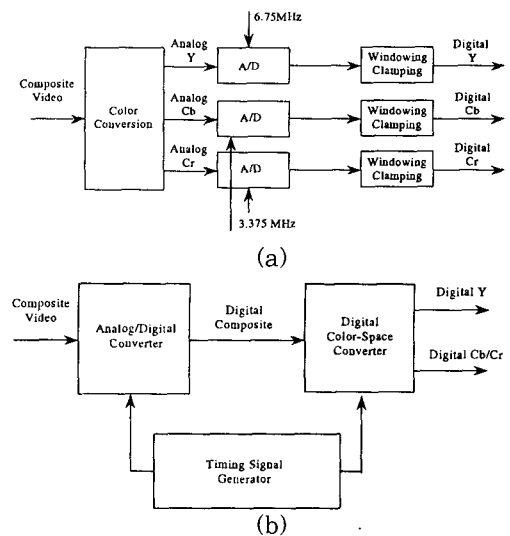 6.75MHz
Analog
Y
A/D
Windowing
Clamping
Digital
Y
Composite
Video
Color
Conversion
Analog
Cb
A/D
Windowing
Clamping
Digital
Cb
Analog
Cr
A/D
Windowing
Clamping
Digital
Cr
3.375 MHz
(a)
Composite
Video
Analog/Digital
Converter
Digital
Composite
Digital
Color-Space
Converter
Digital Y
Digital Cb/Cr
Timing Signal
Generator
(b)